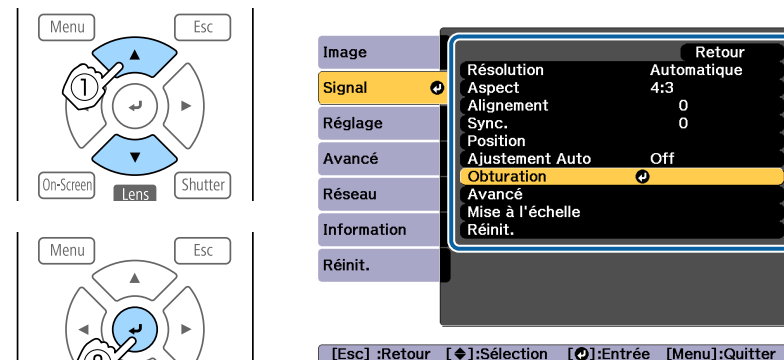 Menu
Esc
1
On-Screen
Lens
Shutter
Menu
Esc
Image
Signal
Réglage
Avancé
Réseau
Information
Réinit.
Retour
Résolution Automatique
Aspect 4:3
Alignement 0
Sync. 0
Position
Ajustement Auto Off
Obturation
Avancé
Mise à l'échelle
Réinit.
[Esc] :Retour [◆]:Sélection [↵]:Entrée [Menu]:Quitter